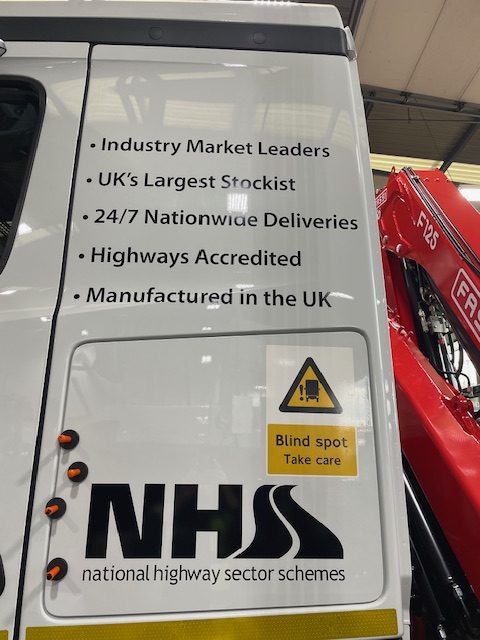 • Industry Market Leaders
• UK's Largest Stockist
• 24/7 Nationwide Deliveries
• Highways Accredited
• Manufactured in the UK
F125
FAS
Blind spot
Take care
NHSS
national highway sector schemes